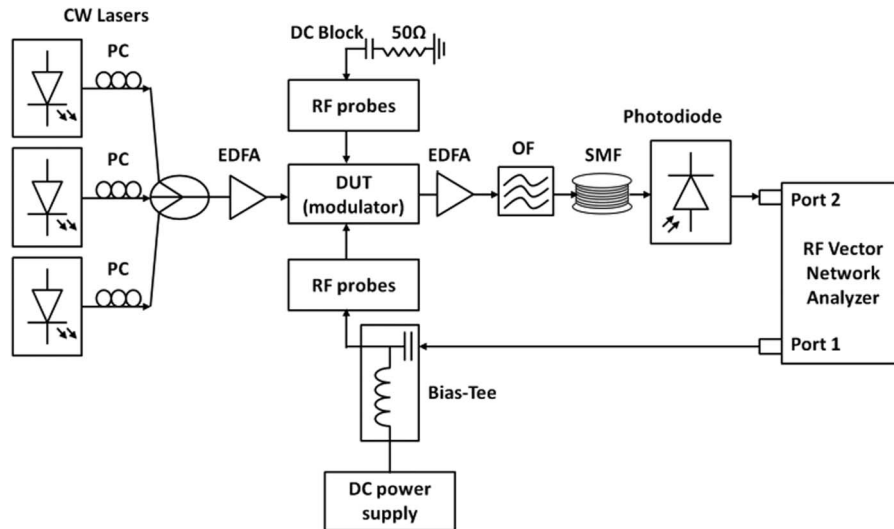 CW Lasers
PC
PC
PC
EDFA
DC Block
50Ω
RF probes
DUT
(modulator)
RF probes
Bias-Tee
DC power
supply
EDFA
OF
SMF
Photodiode
Port 2
RF Vector
Network
Analyzer
Port 1